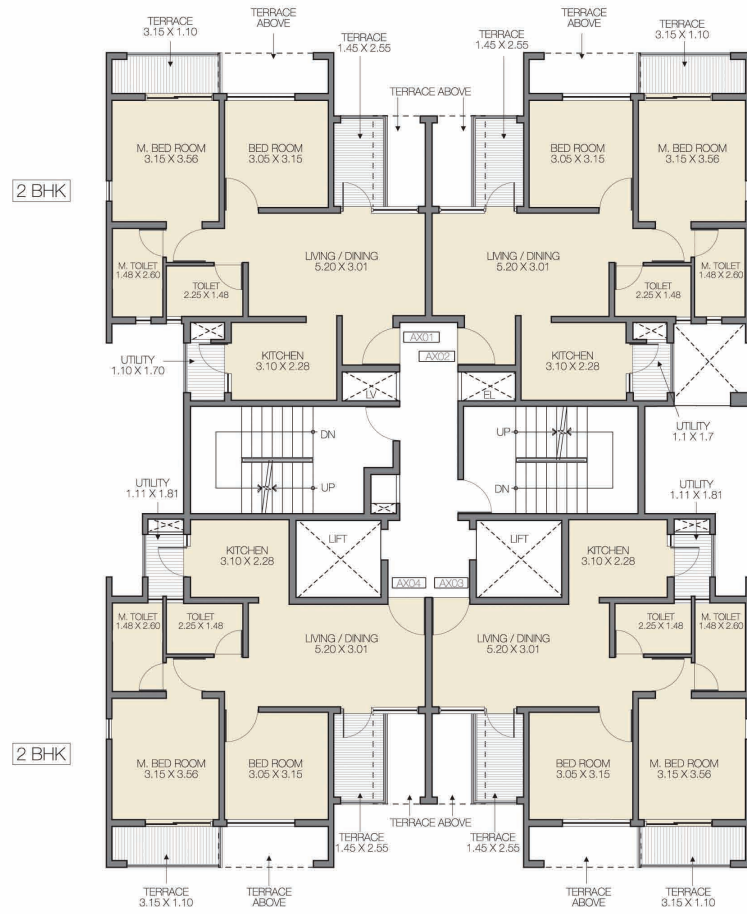 TERRACE
3.15 X 1.10
TERRACE
ABOVE
TERRACE
1.45 X 2.55
TERRACE ABOVE
TERRACE
1.45 X 2.55
TERRACE
ABOVE
TERRACE
3.15 X 1.10
2 BHK
M. BED ROOM
3.15 X 3.56
BED ROOM
3.05 X 3.15
BED ROOM
3.05 X 3.15
M. BED ROOM
3.15 X 3.56
M. TOILET
1.48 X 2.60
TOILET
2.25 X 1.48
LIVING / DINING
5.20 X 3.01
LIVING / DINING
5.20 X 3.01
TOILET
2.25 X 1.48
M. TOILET
1.48 X 2.60
AX01
AX02
UTILITY
1.10 X 1.70
KITCHEN
3.10 X 2.28
KITCHEN
3.10 X 2.28
LV
EL
UTILITY
1.1 X 1.7
DN
UP
UP
DN
UTILITY
1.11 X 1.81
UTILITY
1.11 X 1.81
KITCHEN
3.10 X 2.28
LIFT
LIFT
KITCHEN
3.10 X 2.28
AX04
AX03
M. TOILET
1.48 X 2.60
TOILET
2.25 X 1.48
LIVING / DINING
5.20 X 3.01
LIVING / DINING
5.20 X 3.01
TOILET
2.25 X 1.48
M. TOILET
1.48 X 2.60
2 BHK
M. BED ROOM
3.15 X 3.56
BED ROOM
3.05 X 3.15
BED ROOM
3.05 X 3.15
M. BED ROOM
3.15 X 3.56
TERRACE
1.45 X 2.55
TERRACE ABOVE
TERRACE
1.45 X 2.55
TERRACE
3.15 X 1.10
TERRACE
ABOVE
TERRACE
ABOVE
TERRACE
3.15 X 1.10